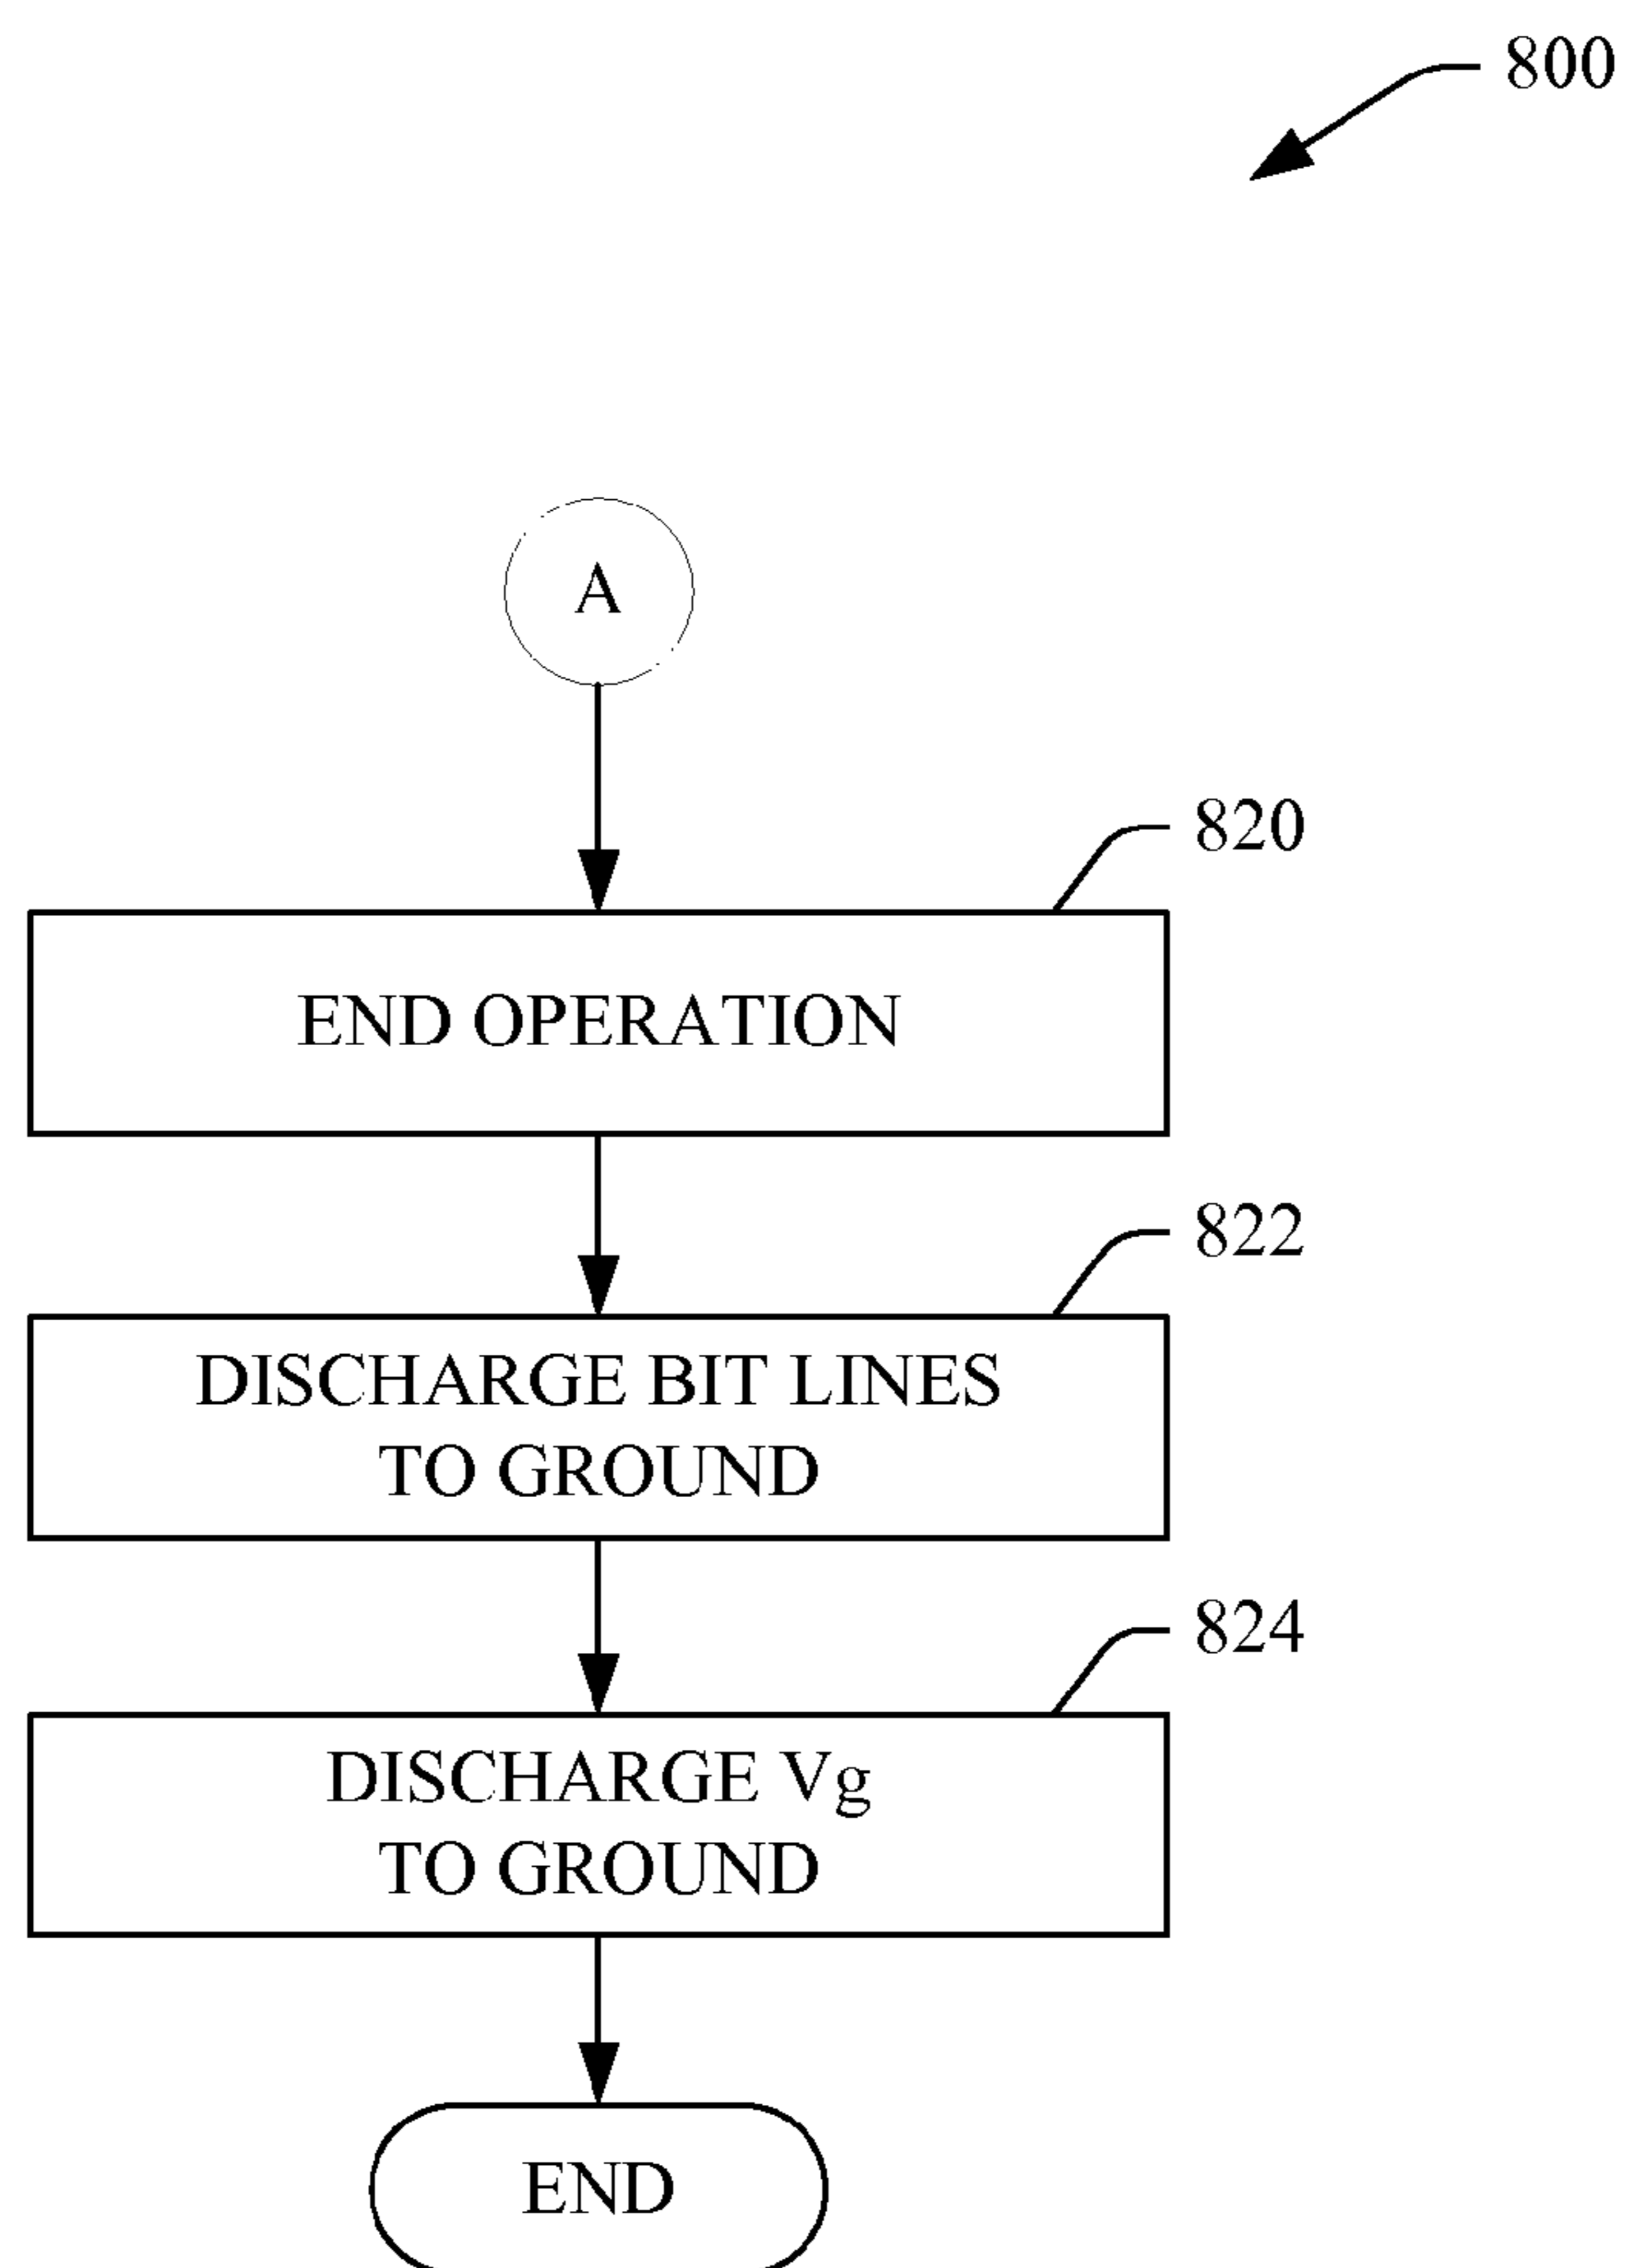 800
A
820
END OPERATION
822
DISCHARGE BIT LINES
TO GROUND
824
DISCHARGE Vg
TO GROUND
END